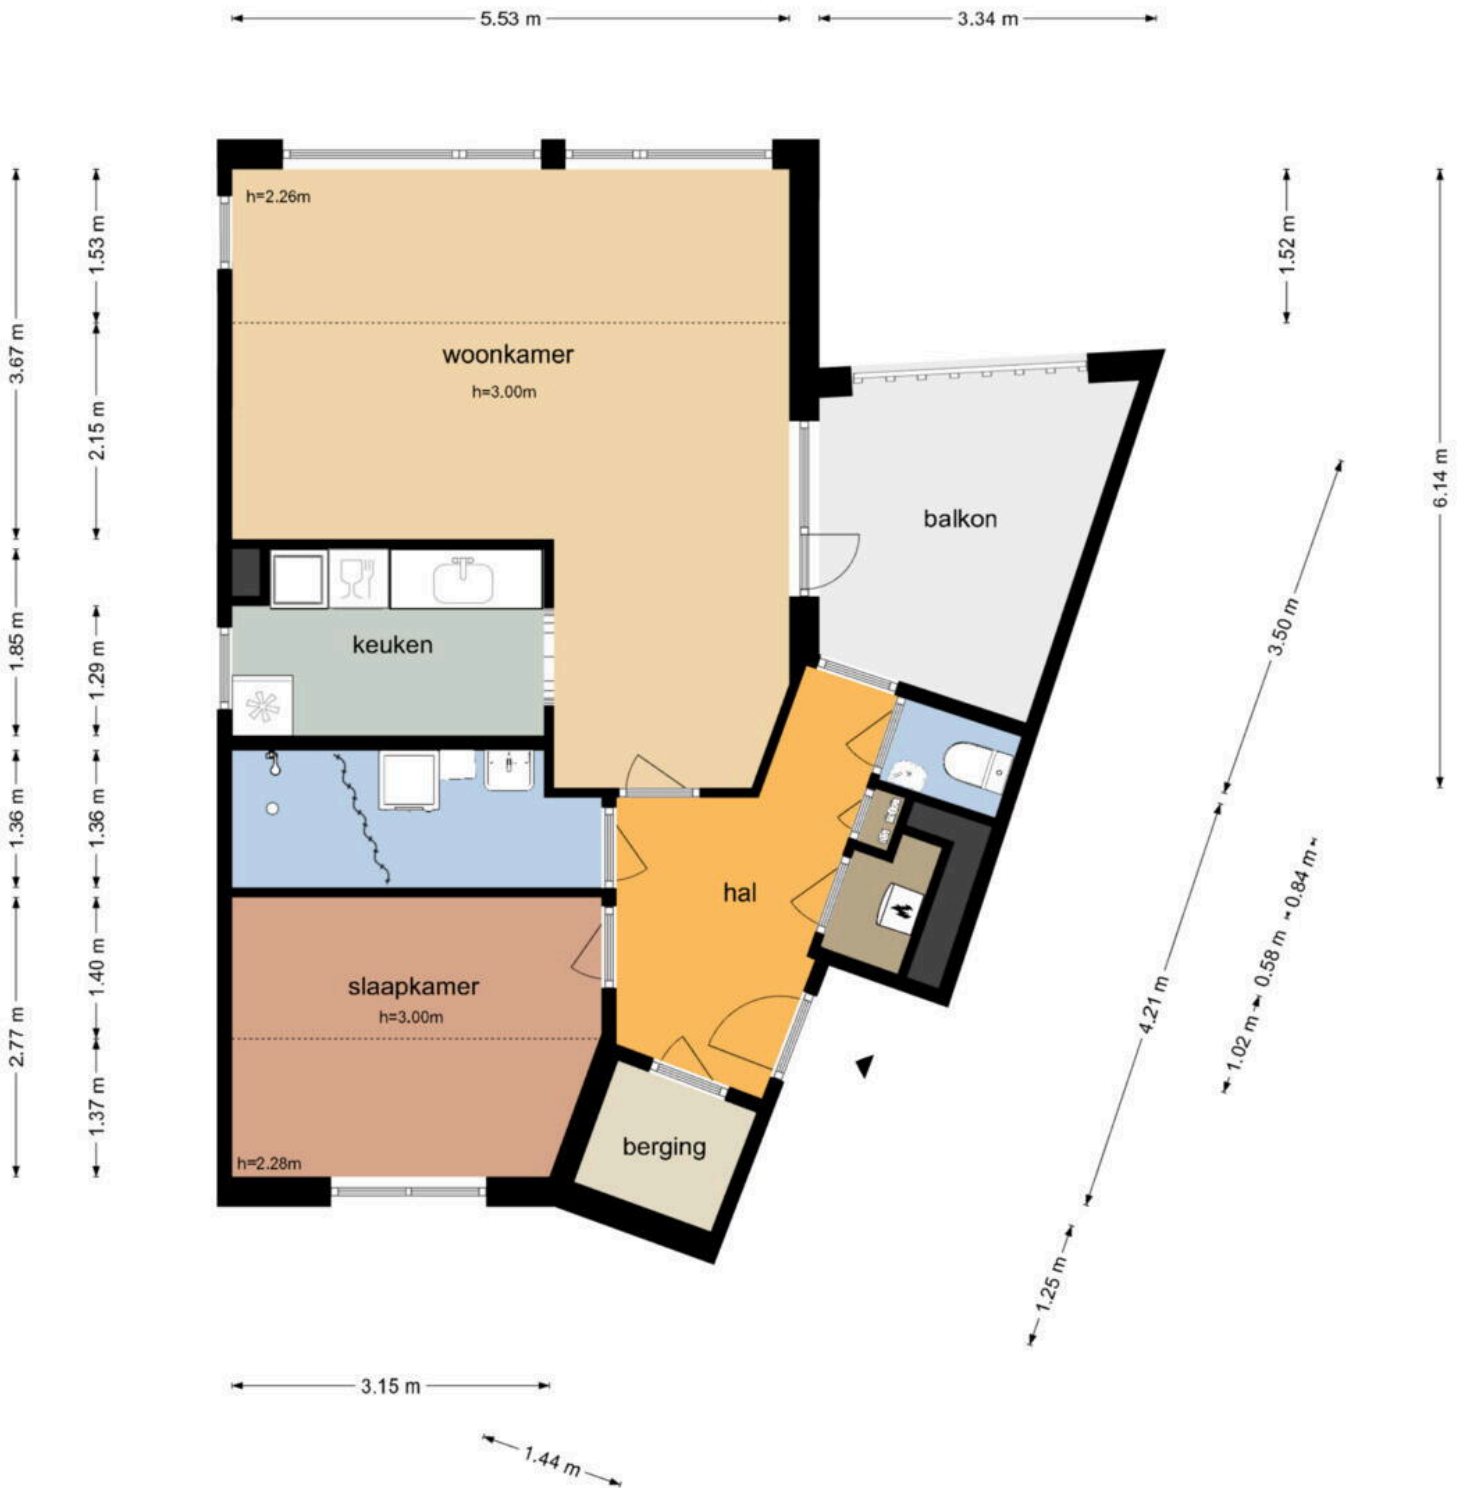 5.53 m
3.34 m
h=2.26m
1.53 m
1.52 m
3.67 m
woonkamer
h=3.00m
2.15 m
6.14 m
balkon
3.50 m
keuken
1.85 m
1.29 m
1.36 m
1.36 m
hal
0.84 m
0.58 m
1.40 m
slaapkamer
h=3.00m
4.21 m
2.77 m
1.02 m
1.37 m
berging
h=2.28m
1.25 m
3.15 m
1.44 m